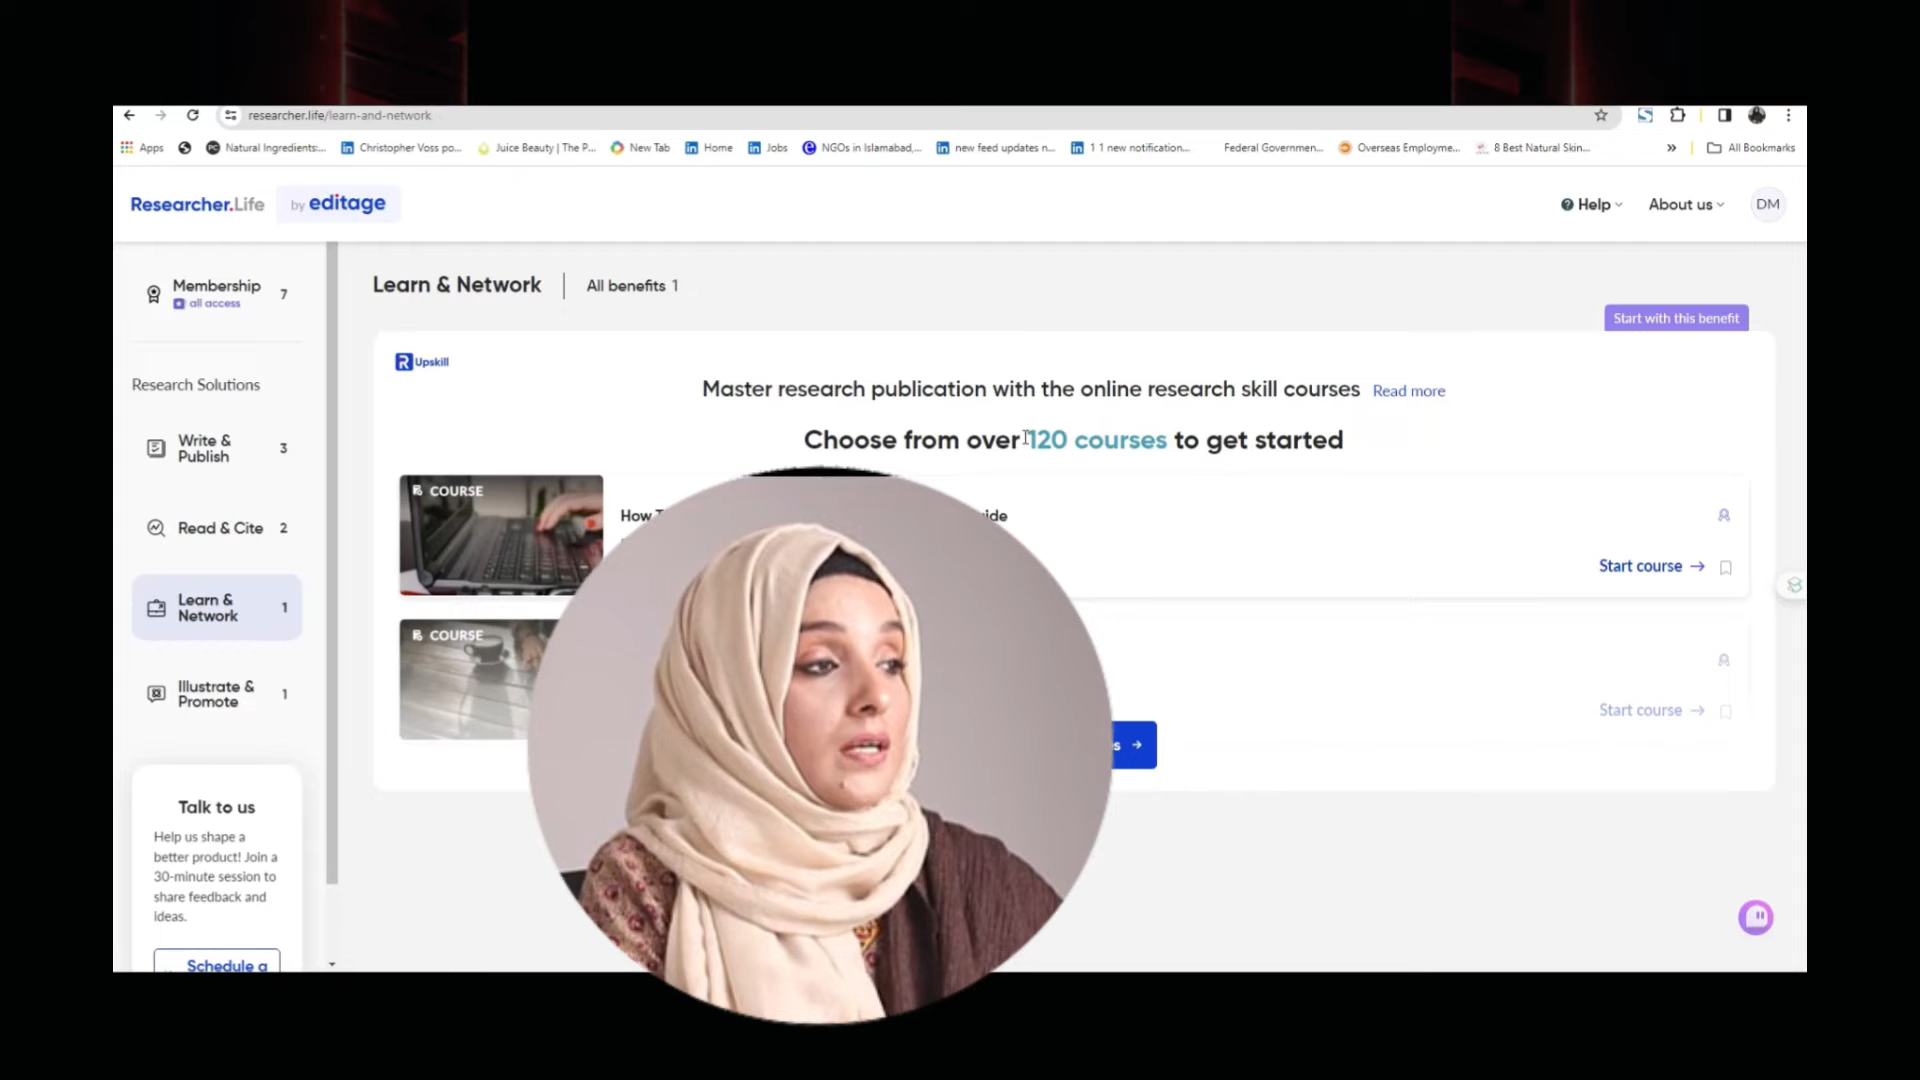 researcher.life/learn-and-network
Apps
Natural Ingredients:...
Christopher Voss po...
Juice Beauty | The P...
New Tab
Home
Jobs
NGOs in Islamabad,...
new feed updates n...
1 1 new notification...
Federal Governmen...
Overseas Employme...
8 Best Natural Skin...
»
All Bookmarks
Researcher.Life by editage
Help
About us
DM
Membership 7
all access
Research Solutions
Write & Publish 3
Read & Cite 2
Learn & Network 1
Illustrate & Promote 1
Talk to us
Help us shape a
better product! Join a
30-minute session to
share feedback and
ideas.
Schedule a
Learn & Network | All benefits 1
Start with this benefit
R Upskill
Master research publication with the online research skill courses Read more
Choose from over 120 courses to get started
COURSE
How
Start course →
COURSE
Start course →